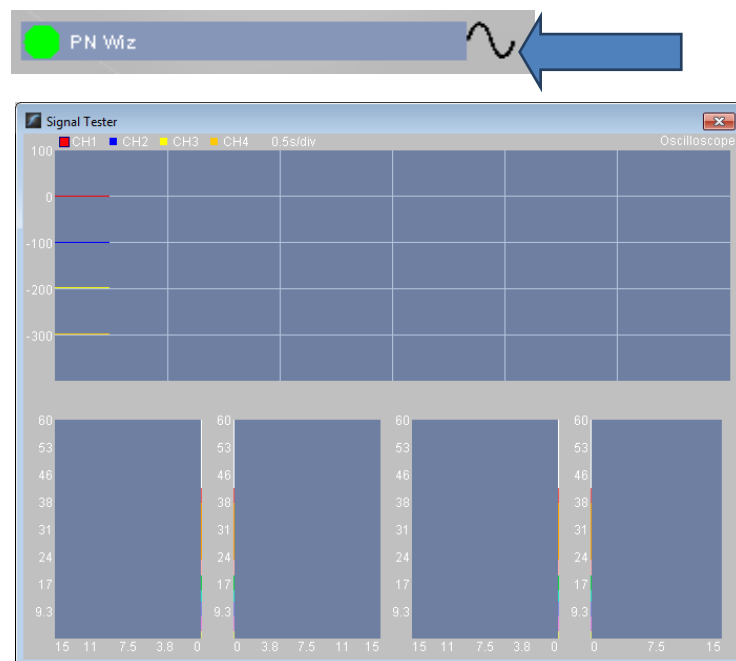 PN Wiz
Signal Tester
CH1 CH2 CH3 CH4 0.5s/div Oscilloscope
100
0
-100
-200
-300
60 60 60 60
53 53 53 53
46 46 46 46
38 38 38 38
31 31 31 31
24 24 24 24
17 17 17 17
9.3 9.3 9.3 9.3
15 11 7.5 3.8 0 0 3.8 7.5 11 15 15 11 7.5 3.8 0 0 7.5 15